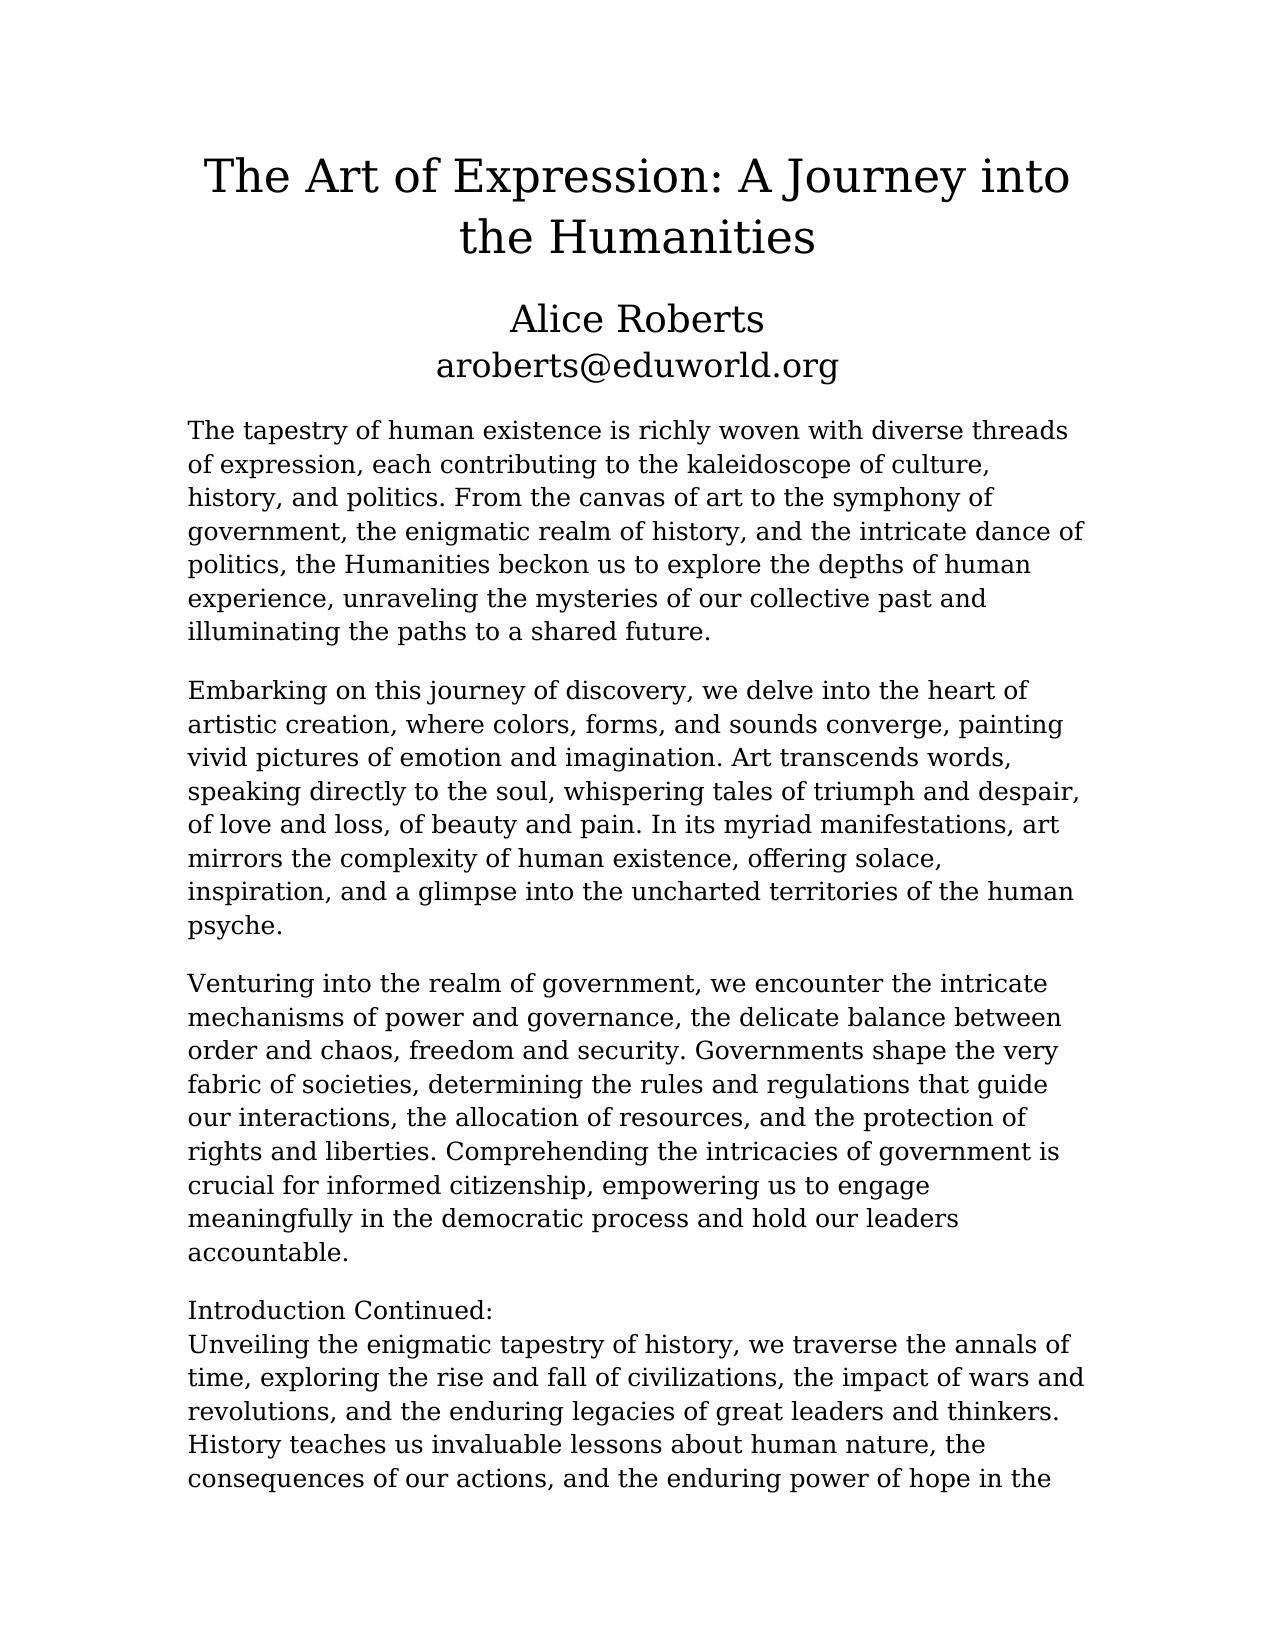 The Art of Expression: A Journey into
the Humanities
Alice Roberts
aroberts@eduworld.org
The tapestry of human existence is richly woven with diverse threads
of expression, each contributing to the kaleidoscope of culture,
history, and politics. From the canvas of art to the symphony of
government, the enigmatic realm of history, and the intricate dance of
politics, the Humanities beckon us to explore the depths of human
experience, unraveling the mysteries of our collective past and
illuminating the paths to a shared future.
Embarking on this journey of discovery, we delve into the heart of
artistic creation, where colors, forms, and sounds converge, painting
vivid pictures of emotion and imagination. Art transcends words,
speaking directly to the soul, whispering tales of triumph and despair,
of love and loss, of beauty and pain. In its myriad manifestations, art
mirrors the complexity of human existence, offering solace,
inspiration, and a glimpse into the uncharted territories of the human
psyche.
Venturing into the realm of government, we encounter the intricate
mechanisms of power and governance, the delicate balance between
order and chaos, freedom and security. Governments shape the very
fabric of societies, determining the rules and regulations that guide
our interactions, the allocation of resources, and the protection of
rights and liberties. Comprehending the intricacies of government is
crucial for informed citizenship, empowering us to engage
meaningfully in the democratic process and hold our leaders
accountable.
Introduction Continued:
Unveiling the enigmatic tapestry of history, we traverse the annals of
time, exploring the rise and fall of civilizations, the impact of wars and
revolutions, and the enduring legacies of great leaders and thinkers.
History teaches us invaluable lessons about human nature, the
consequences of our actions, and the enduring power of hope in the